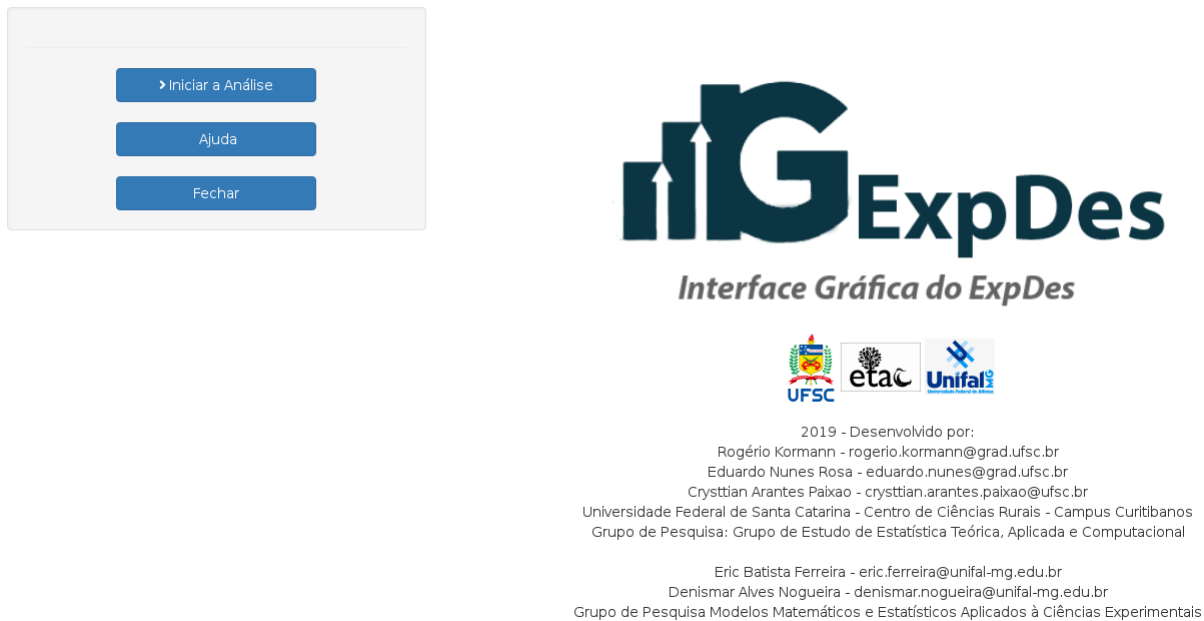 Iniciar a Análise
Ajuda
Fechar
GExpDes
Interface Gráfica do ExpDes
UFSC
etac
Unifal MG
Universidade Federal de Alfenas
2019 - Desenvolvido por:
Rogério Kormann - rogerio.kormann@grad.ufsc.br
Eduardo Nunes Rosa - eduardo.nunes@grad.ufsc.br
Crysttian Arantes Paixao - crysttian.arantes.paixao@ufsc.br
Universidade Federal de Santa Catarina - Centro de Ciências Rurais - Campus Curitibanos
Grupo de Pesquisa: Grupo de Estudo de Estatística Teórica, Aplicada e Computacional
Eric Batista Ferreira - eric.ferreira@unifal-mg.edu.br
Denismar Alves Nogueira - denismar.nogueira@unifal-mg.edu.br
Grupo de Pesquisa Modelos Matemáticos e Estatísticos Aplicados à Ciências Experimentais